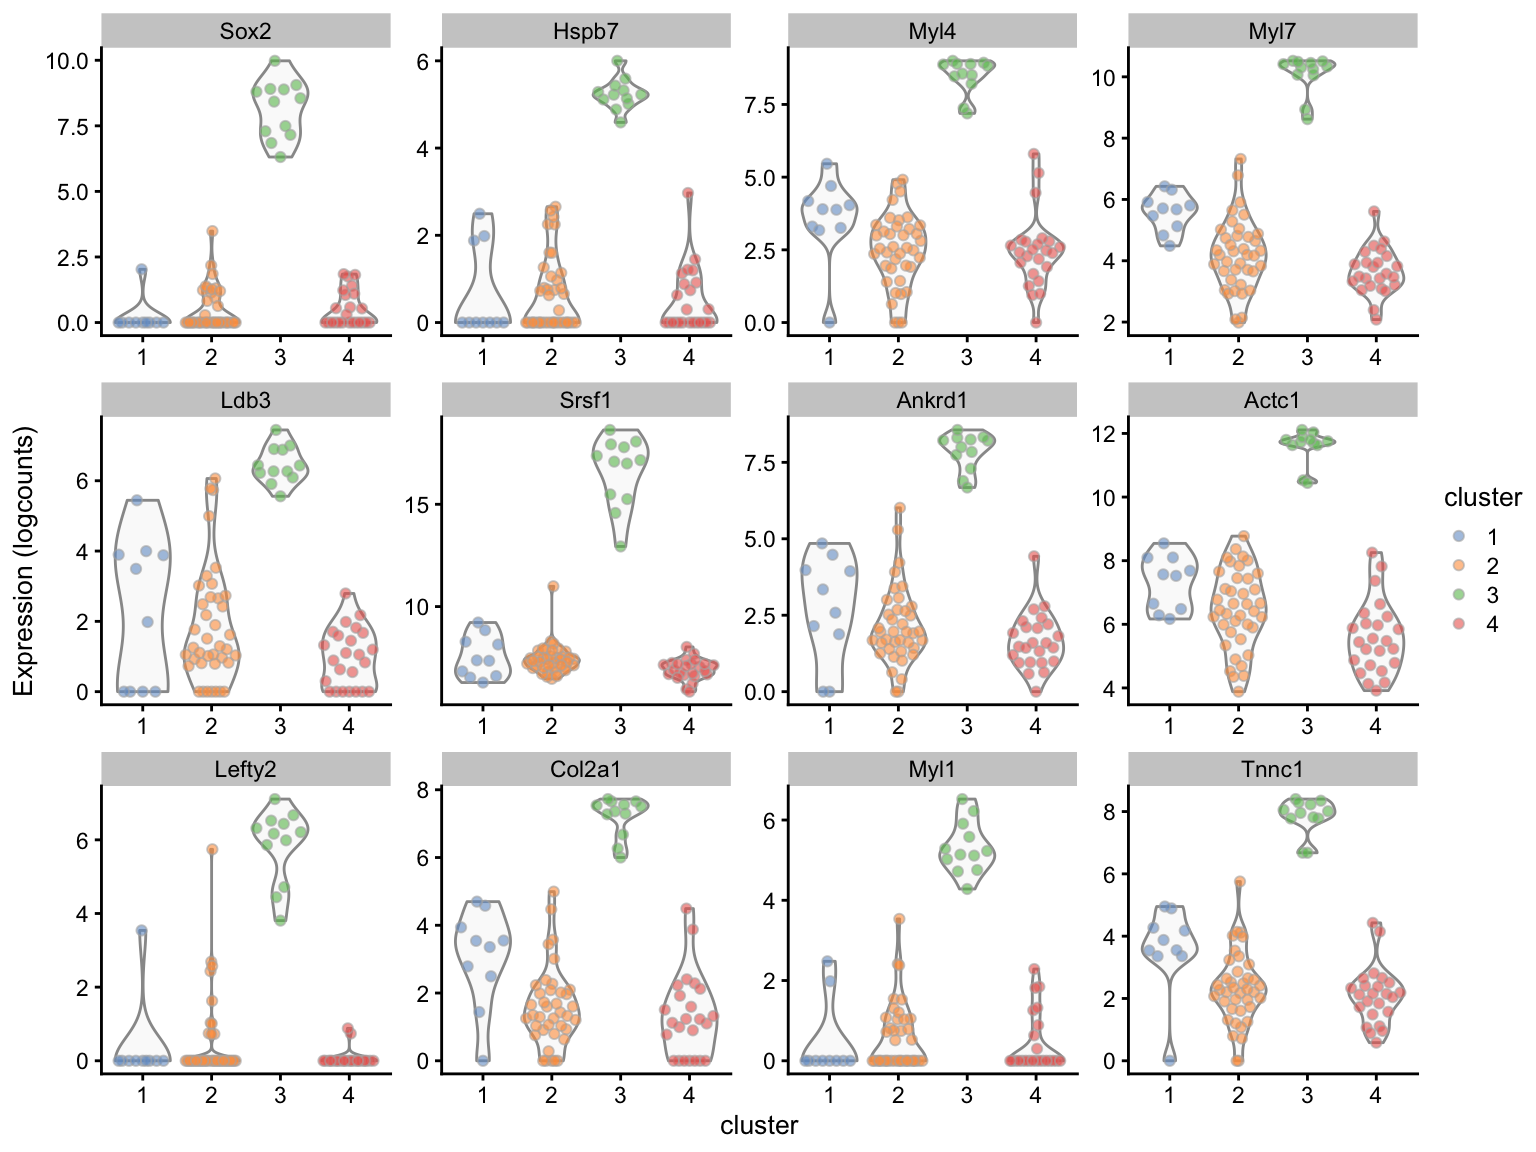 Sox2 Hspb7 Myl4 Myl7
10.0 7.5 5.0 2.5 0.0
6 4 2 0
7.5 5.0 2.5 0.0
10 8 6 4 2
1 2 3 4 1 2 3 4 1 2 3 4 1 2 3 4
Ldb3 Srsf1 Ankrd1 Actc1
6 4 2 0
15 10
7.5 5.0 2.5 0.0
12 10 8 6 4
1 2 3 4 1 2 3 4 1 2 3 4 1 2 3 4
Lefty2 Col2a1 Myl1 Tnnc1
6 4 2 0
8 6 4 2 0
6 4 2 0
8 6 4 2 0
1 2 3 4 1 2 3 4 1 2 3 4 1 2 3 4
Expression (logcounts)
cluster
cluster
1
2
3
4